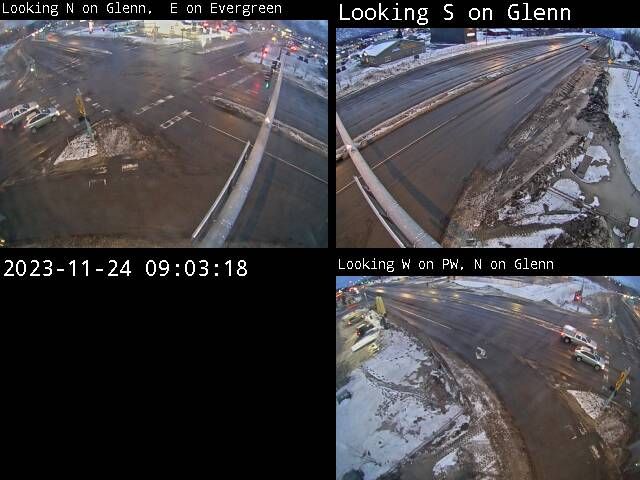 Looking N on Glenn,  E on Evergreen
Looking S on Glenn
2023-11-24 09:03:18
Looking W on PW, N on Glenn